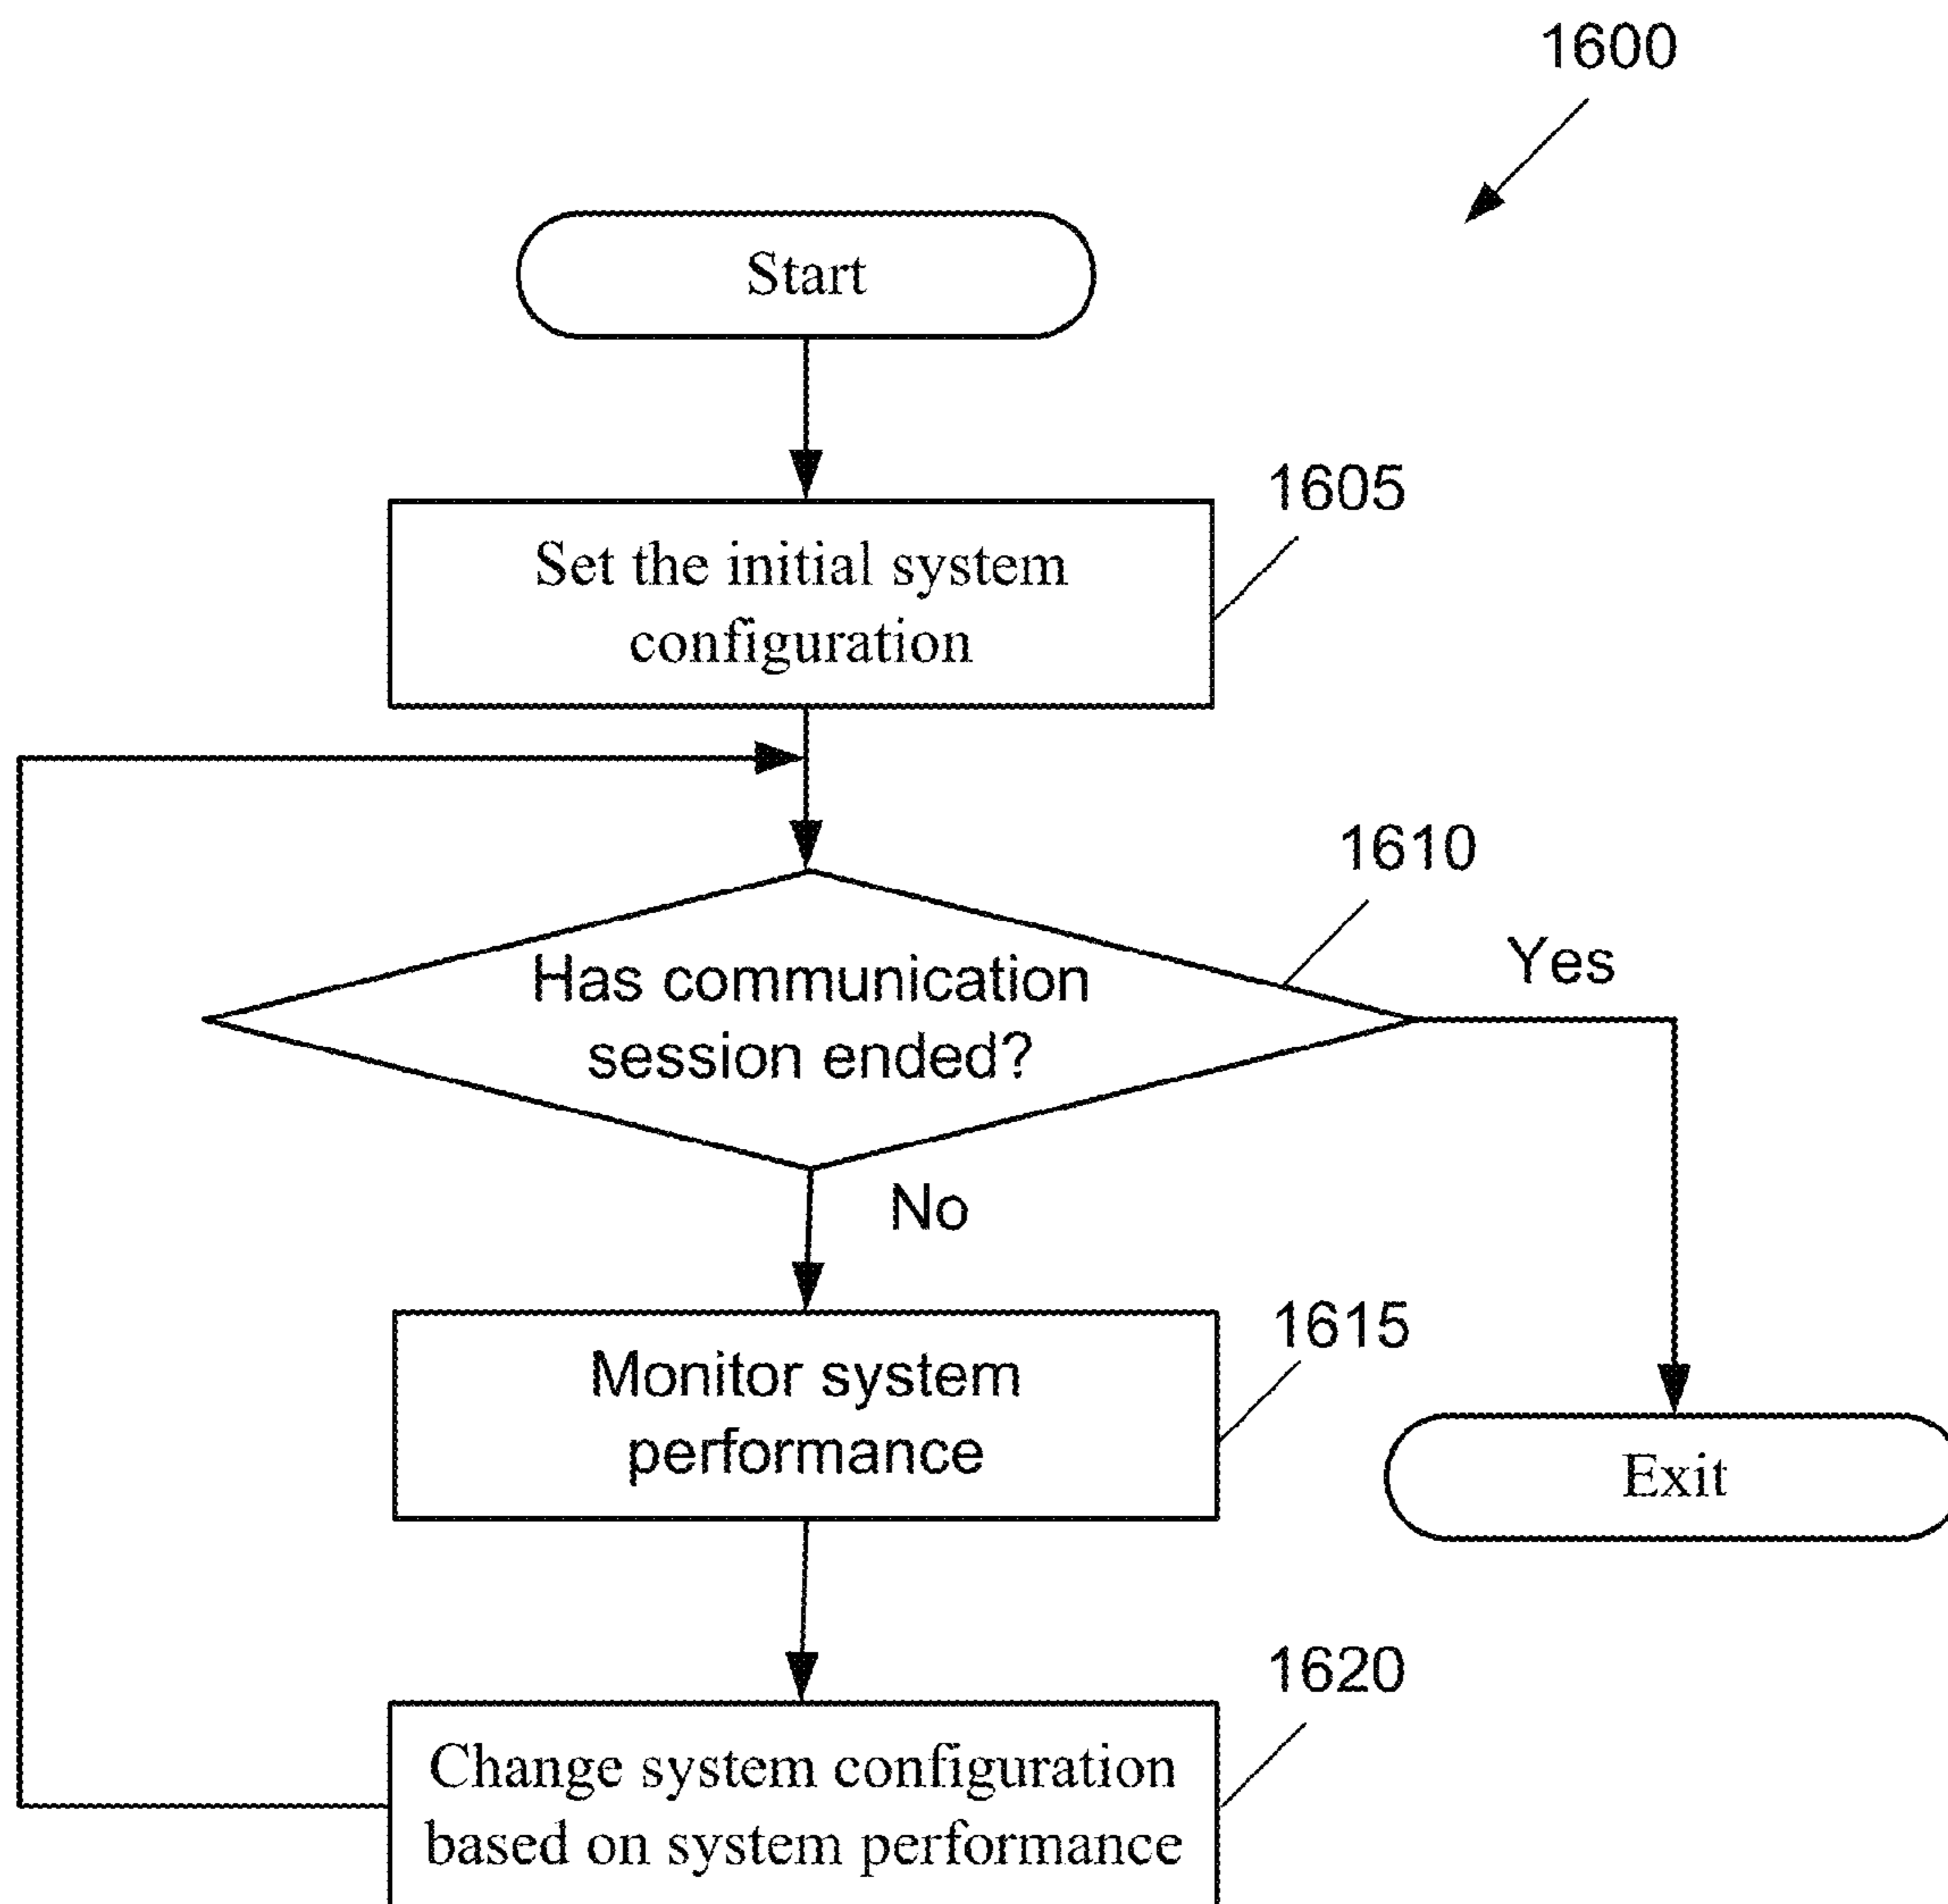 1600
Start
1605
Set the initial system
configuration
1610
Has communication
session ended?
Yes
No
1615
Monitor system
performance
Exit
1620
Change system configuration
based on system performance